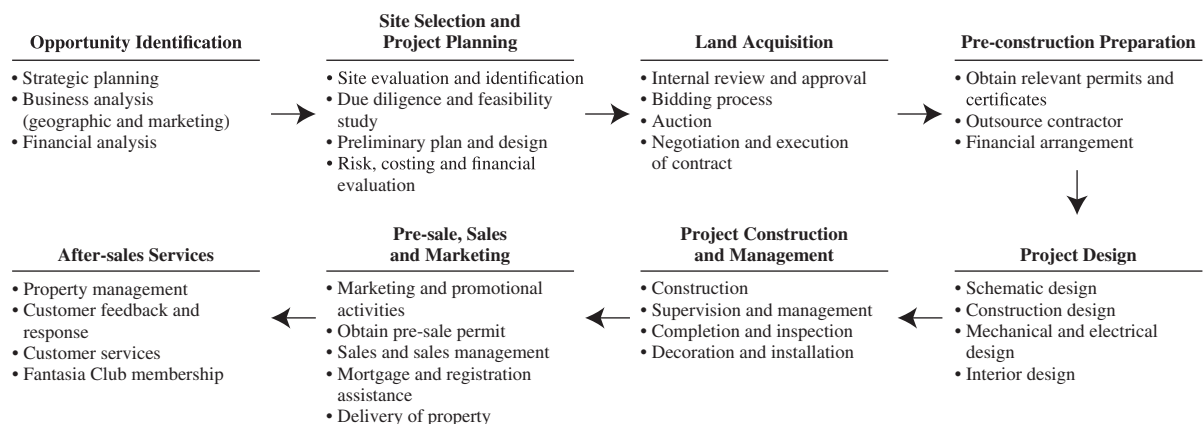 Opportunity Identification
• Strategic planning
• Business analysis
(geographic and marketing)
• Financial analysis
Site Selection and
Project Planning
• Site evaluation and identification
• Due diligence and feasibility
study
• Preliminary plan and design
• Risk, costing and financial
evaluation
Land Acquisition
• Internal review and approval
• Bidding process
• Auction
• Negotiation and execution
of contract
Pre-construction Preparation
• Obtain relevant permits and
certificates
• Outsource contractor
• Financial arrangement
Project Design
• Schematic design
• Construction design
• Mechanical and electrical
design
• Interior design
Project Construction
and Management
• Construction
• Supervision and management
• Completion and inspection
• Decoration and installation
Pre-sale, Sales
and Marketing
• Marketing and promotional
activities
• Obtain pre-sale permit
• Sales and sales management
• Mortgage and registration
assistance
• Delivery of property
After-sales Services
• Property management
• Customer feedback and
response
• Customer services
• Fantasia Club membership